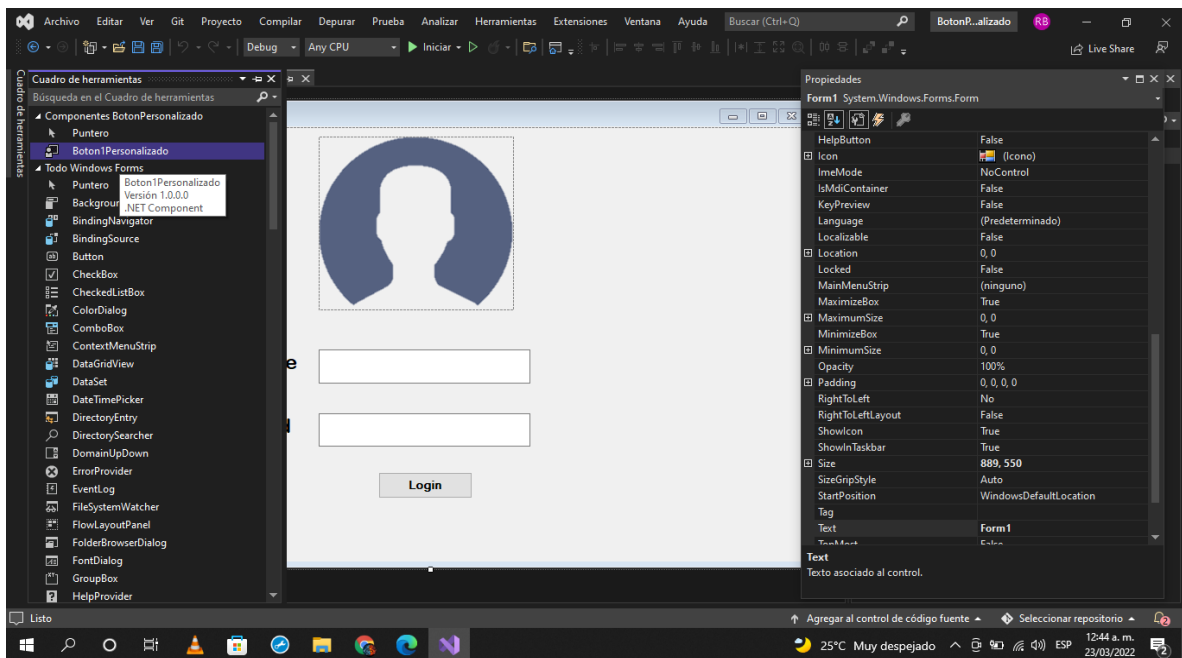 Archivo Editar Ver Git Proyecto Compilar Depurar Prueba Analizar Herramientas Extensiones Ventana Ayuda Buscar (Ctrl+Q) BotonP...alizado RB
Debug Any CPU Iniciar Live Share
Cuadro de herramientas
Cuadro de herramientas
Búsqueda en el Cuadro de herramientas
Componentes BotonPersonalizado
Puntero
Boton1Personalizado
Todo Windows Forms
Puntero
Backgrour
BindingNavigator
BindingSource
Button
CheckBox
CheckedListBox
ColorDialog
ComboBox
ContextMenuStrip
DataGridView
DataSet
DateTimePicker
DirectoryEntry
DirectorySearcher
DomainUpDown
ErrorProvider
EventLog
FileSystemWatcher
FlowLayoutPanel
FolderBrowserDialog
FontDialog
GroupBox
HelpProvider
Boton1Personalizado
Versión 1.0.0.0
.NET Component
e
Login
Propiedades
Form1 System.Windows.Forms.Form
HelpButton False
Icon (Icono)
ImeMode NoControl
IsMdiContainer False
KeyPreview False
Language (Predeterminado)
Localizable False
Location 0, 0
Locked False
MainMenuStrip (ninguno)
MaximizeBox True
MaximumSize 0, 0
MinimizeBox True
MinimumSize 0, 0
Opacity 100%
Padding 0, 0, 0, 0
RightToLeft No
RightToLeftLayout False
ShowIcon True
ShowInTaskbar True
Size 889, 550
SizeGripStyle Auto
StartPosition WindowsDefaultLocation
Tag
Text Form1
TopMost False
Text
Texto asociado al control.
Listo Agregar al control de código fuente Seleccionar repositorio 2
25°C Muy despejado ESP 12:44 a. m.
23/03/2022 2